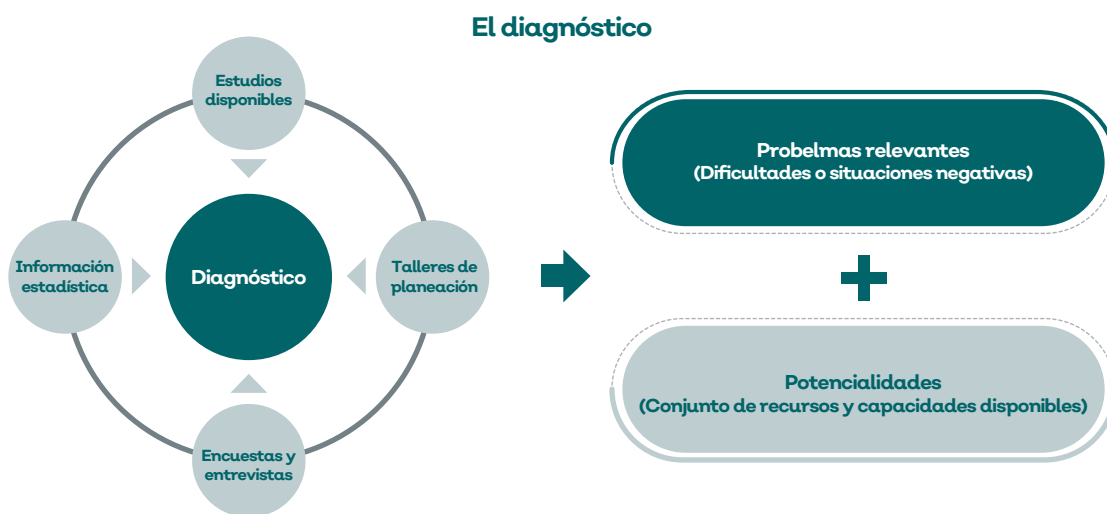 El diagnóstico
Estudios
disponibles
Información
estadística
Diagnóstico
Talleres de
planeación
Encuestas y
entrevistas
Probelmas relevantes
(Dificultades o situaciones negativas)
Potencialidades
(Conjunto de recursos y capacidades disponibles)